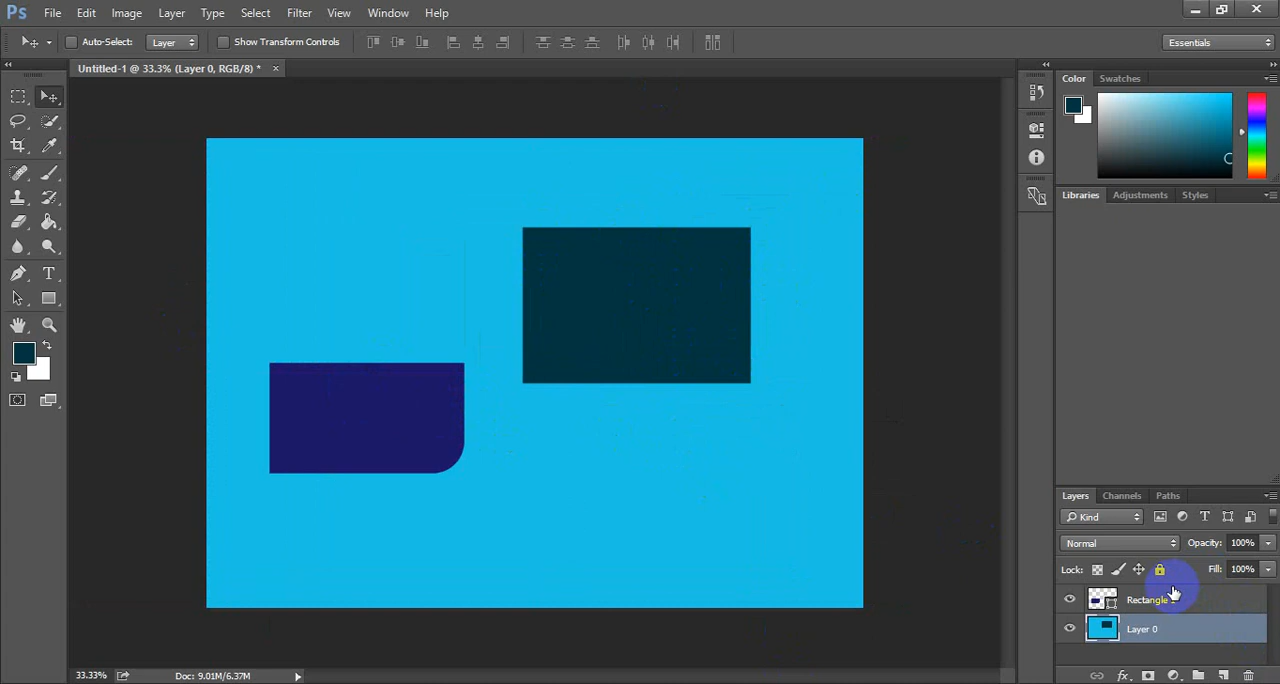 Ps File Edit Image Layer Type Select Filter View Window Help
Auto-Select: Layer Show Transform Controls Essentials
Untitled-1 @ 33.3% (Layer 0, RGB/8) * ×
Color Swatches
Libraries Adjustments Styles
T
Layers Channels Paths
Kind T
Normal Opacity: 100%
Lock: Fill: 100%
Rectangle
Layer 0
33.33% Doc: 9.01M/6.37M
fx